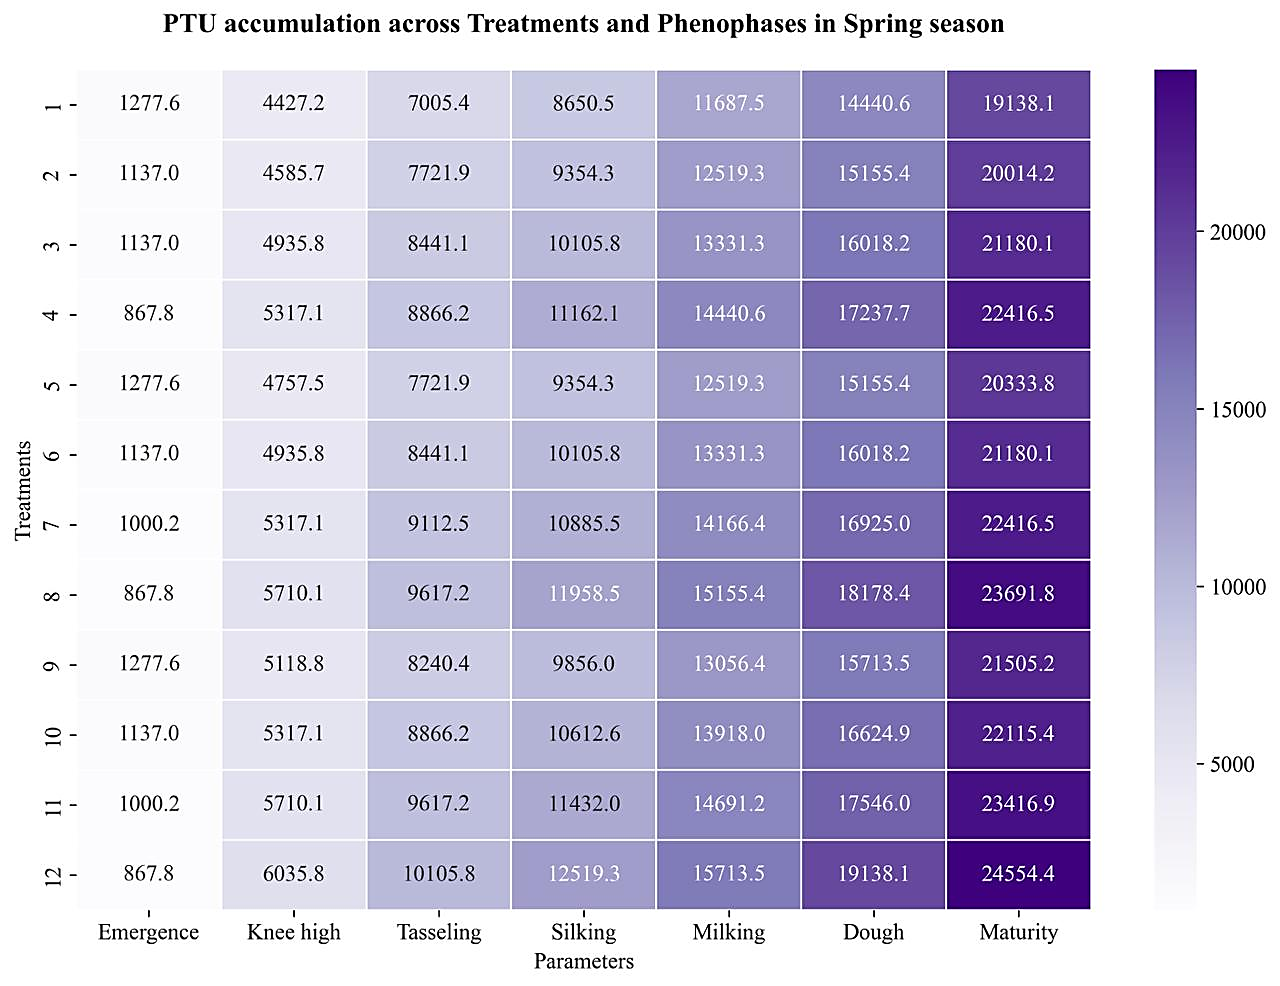 PTU accumulation across Treatments and Phenophases in Spring season
1 1277.6 4427.2 7005.4 8650.5 11687.5 14440.6 19138.1
2 1137.0 4585.7 7721.9 9354.3 12519.3 15155.4 20014.2
3 1137.0 4935.8 8441.1 10105.8 13331.3 16018.2 21180.1
4 867.8 5317.1 8866.2 11162.1 14440.6 17237.7 22416.5
5 1277.6 4757.5 7721.9 9354.3 12519.3 15155.4 20333.8
6 1137.0 4935.8 8441.1 10105.8 13331.3 16018.2 21180.1
7 1000.2 5317.1 9112.5 10885.5 14166.4 16925.0 22416.5
8 867.8 5710.1 9617.2 11958.5 15155.4 18178.4 23691.8
9 1277.6 5118.8 8240.4 9856.0 13056.4 15713.5 21505.2
10 1137.0 5317.1 8866.2 10612.6 13918.0 16624.9 22115.4
11 1000.2 5710.1 9617.2 11432.0 14691.2 17546.0 23416.9
12 867.8 6035.8 10105.8 12519.3 15713.5 19138.1 24554.4
Emergence Knee high Tasseling Silking Milking Dough Maturity
Parameters
Treatments
20000
15000
10000
5000